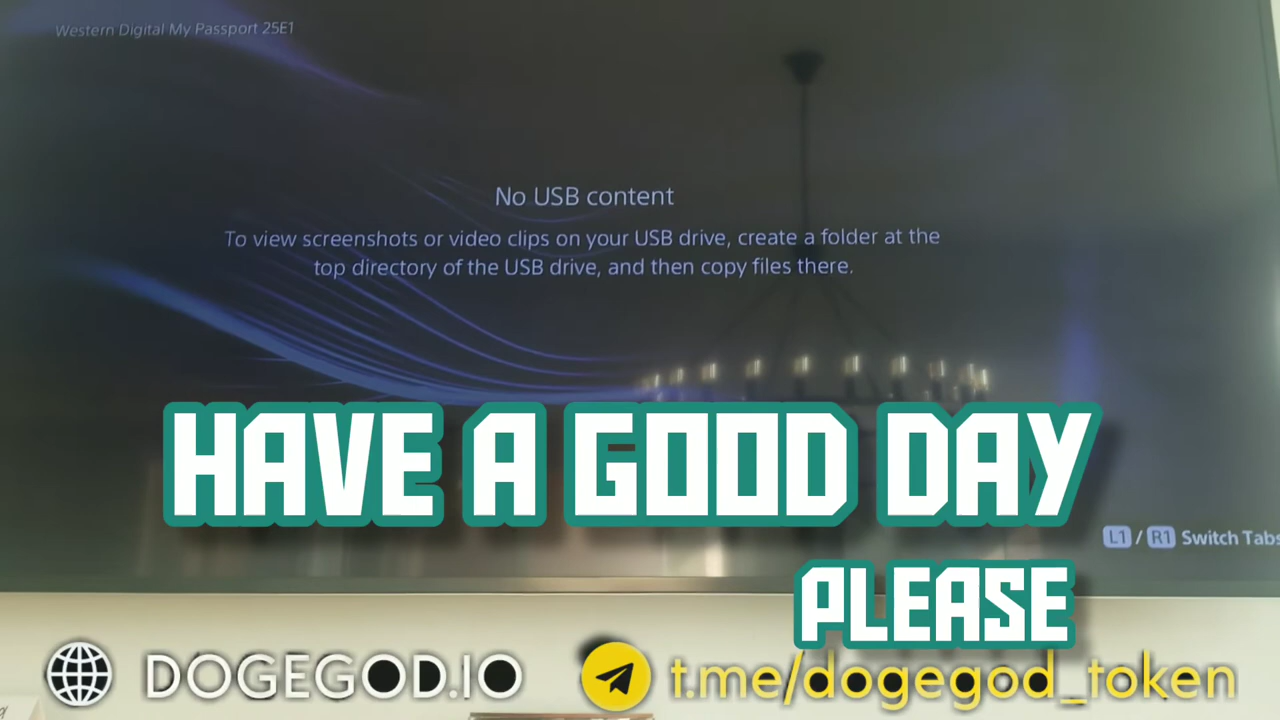 Western Digital My Passport 25E1
No USB content
To view screenshots or video clips on your USB drive, create a folder at the
top directory of the USB drive, and then copy files there.
HAVE A GOOD DAY
L1 / R1 Switch Tabs
PLEASE
DOGEGOD.IO
t.me/dogegod_token